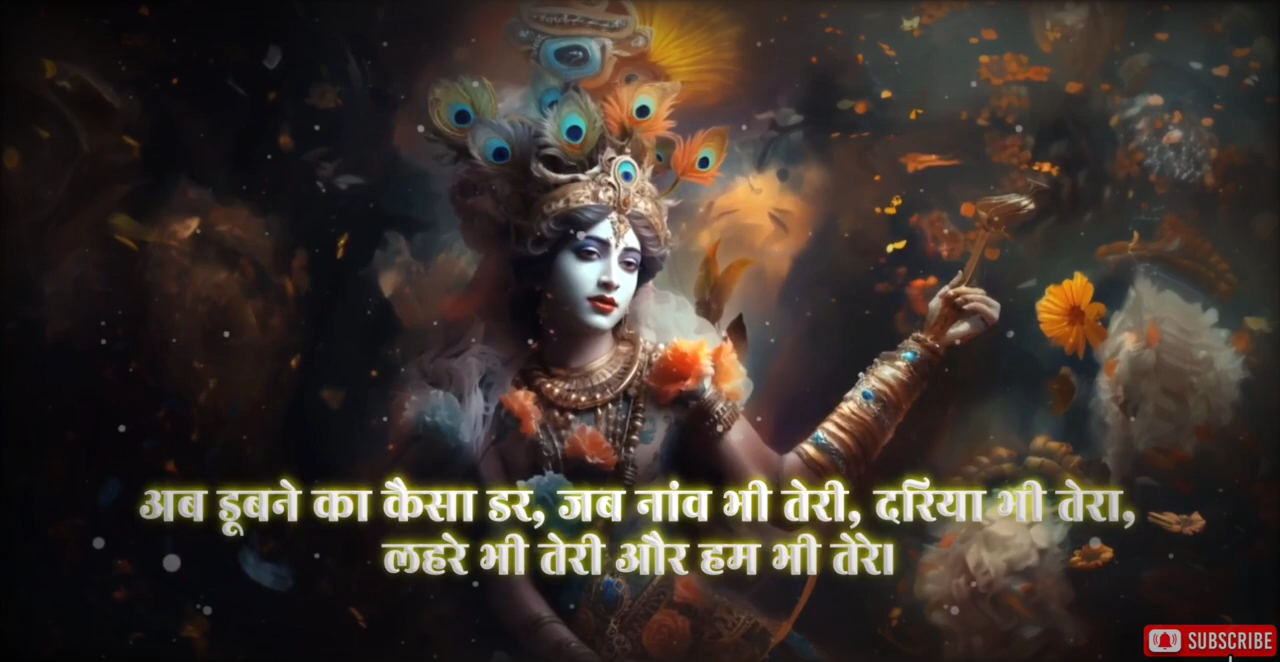 अब डूबने का कैसा डर, जब नांव भी तेरी, दरिया भी तेरा,
लहरे भी तेरी और हम भी तेरे।
SUBSCRIBE